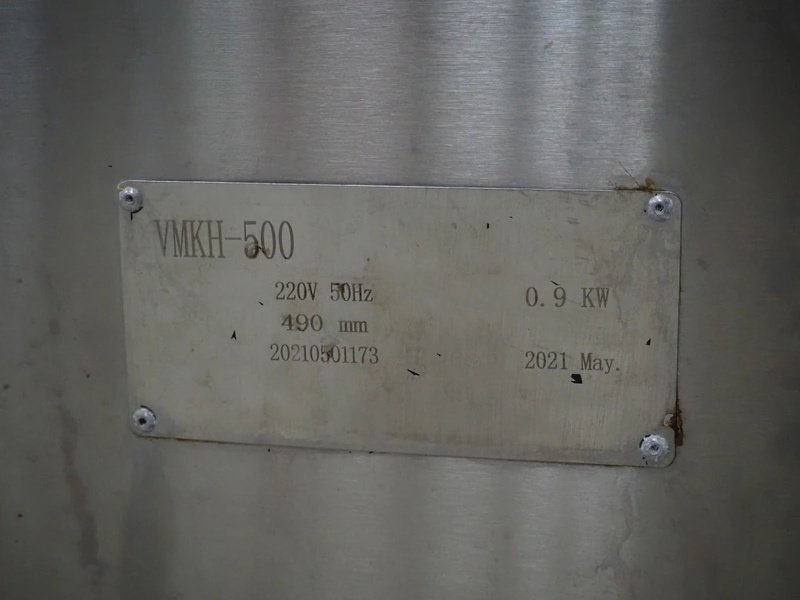 VMKH-500
220V 50Hz 0.9 KW
490 mm
20210501173 2021 May.